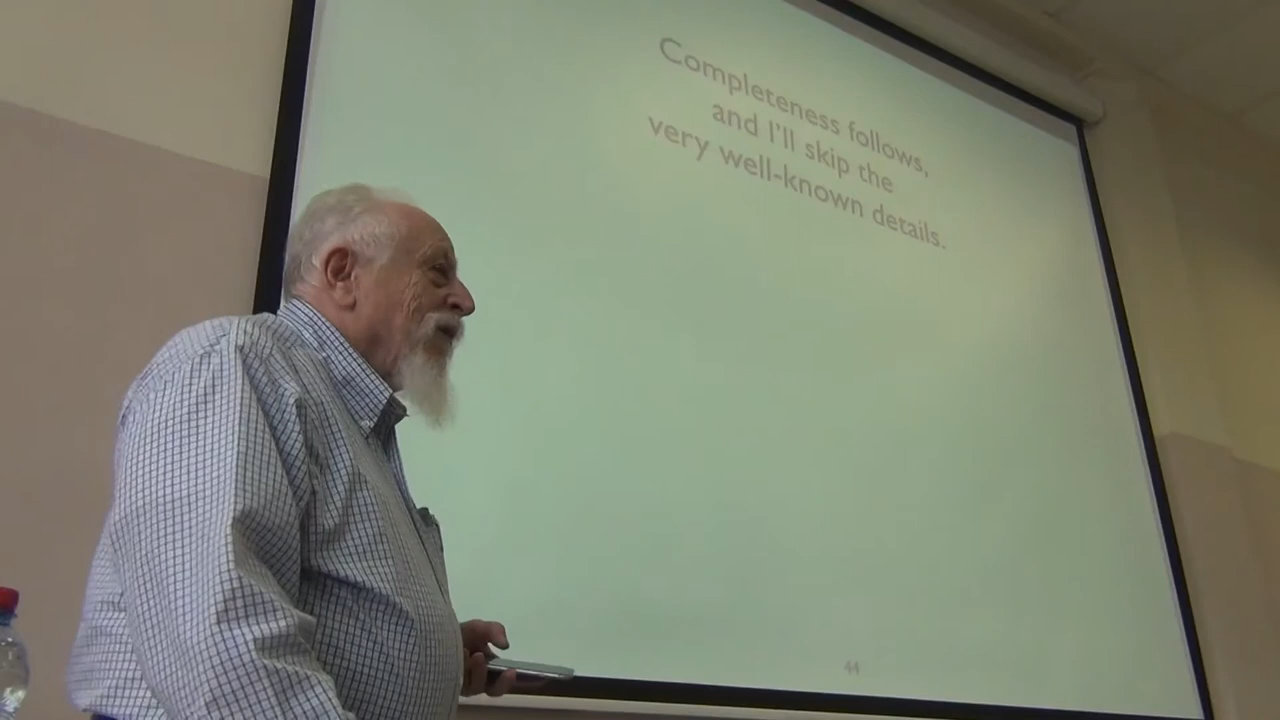 Completeness follows,
and I'll skip the
very well-known details.
44